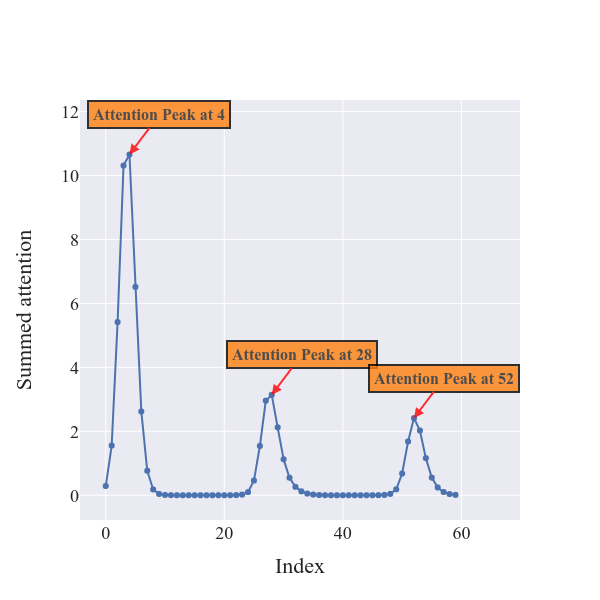 Attention Peak at 4
Attention Peak at 28
Attention Peak at 52
12
10
8
6
4
2
0
Summed attention
0 20 40 60
Index